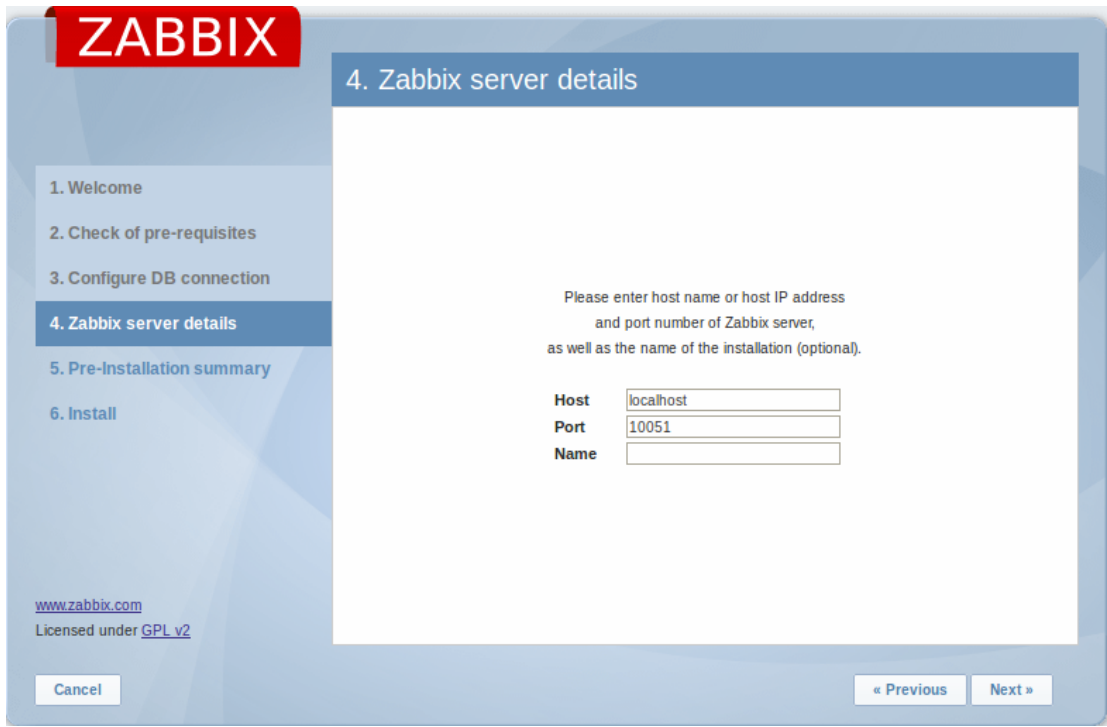 ZABBIX
4. Zabbix server details
1. Welcome
2. Check of pre-requisites
3. Configure DB connection
4. Zabbix server details
5. Pre-Installation summary
6. Install
Please enter host name or host IP address
and port number of Zabbix server,
as well as the name of the installation (optional).
Host localhost
Port 10051
Name
www.zabbix.com
Licensed under GPL v2
Cancel
« Previous
Next »